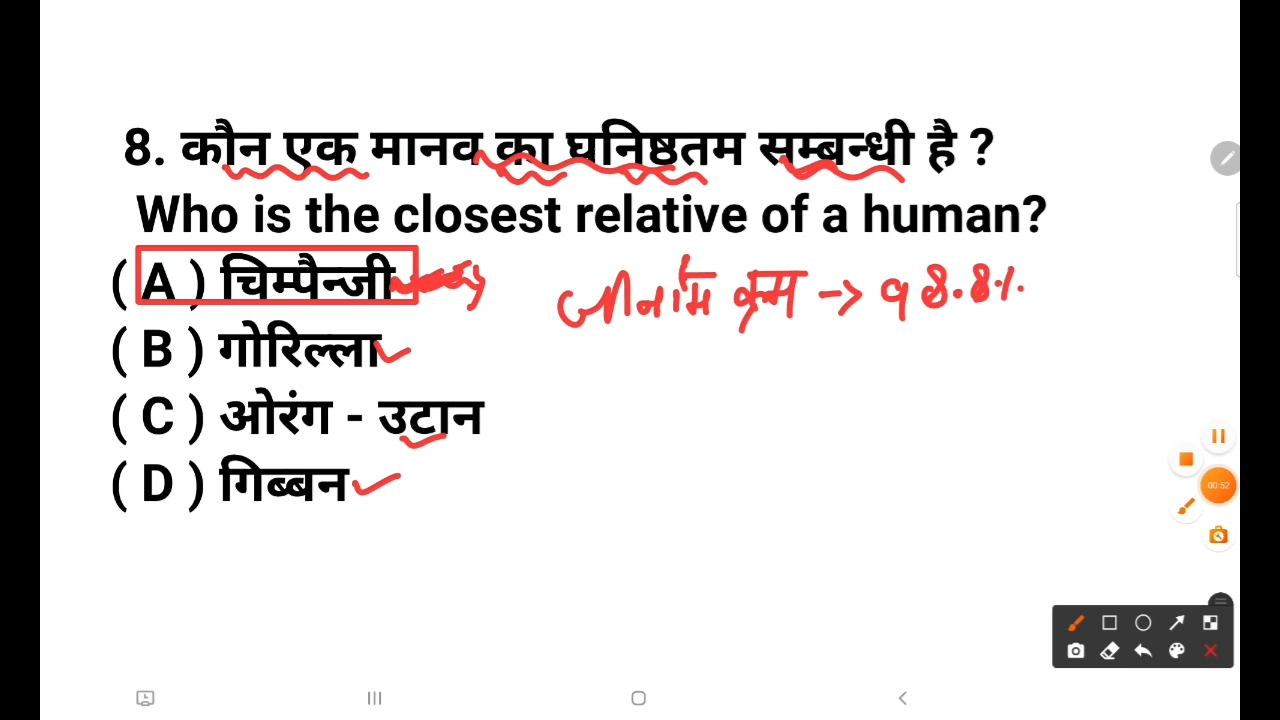 8. कौन एक मानव का घनिष्ठतम सम्बन्धी है ?
Who is the closest relative of a human?
( A ) चिम्पैन्जी
जीनोम क्रम → 98.8%
( B ) गोरिल्ला
( C ) ओरंग - उटान
( D ) गिब्बन
00:52